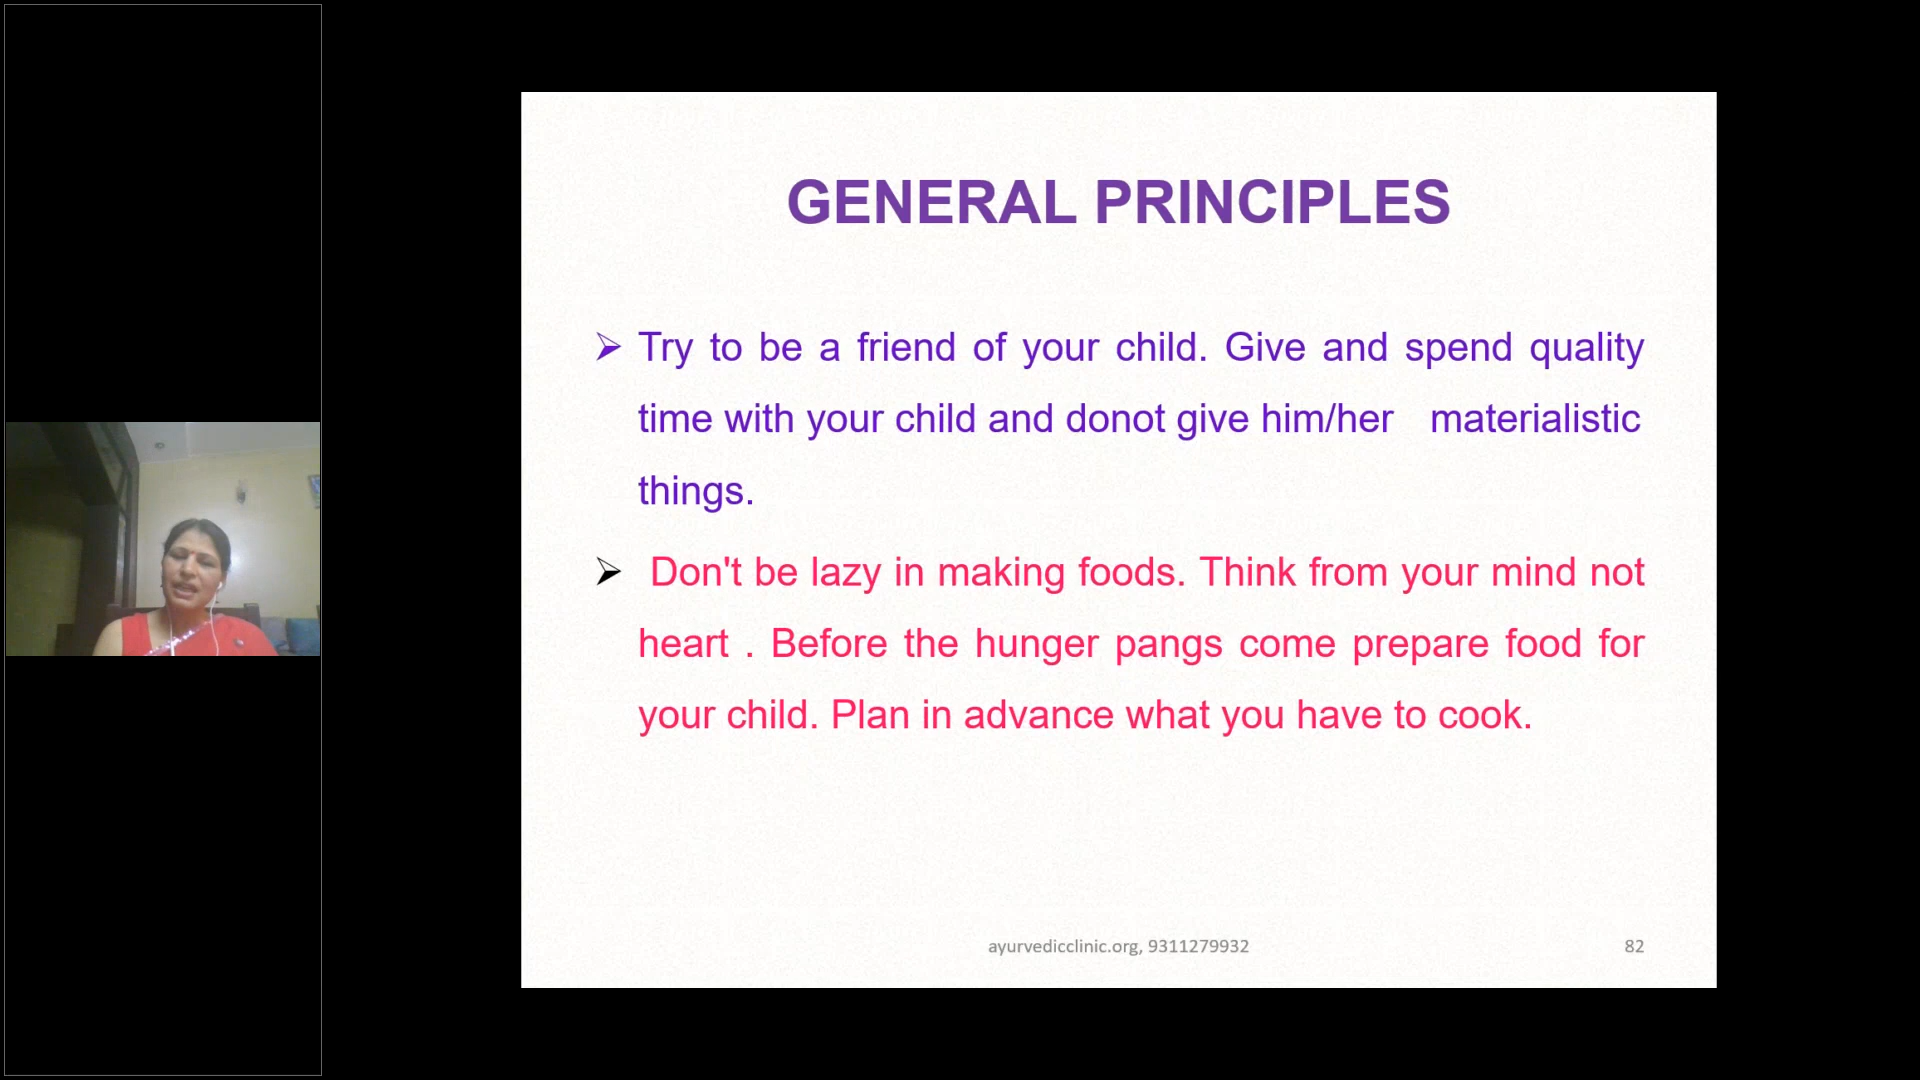 GENERAL PRINCIPLES
➢ Try to be a friend of your child. Give and spend quality
time with your child and donot give him/her materialistic
things.
➢ Don't be lazy in making foods. Think from your mind not
heart . Before the hunger pangs come prepare food for
your child. Plan in advance what you have to cook.
ayurvedicclinic.org, 9311279932
82